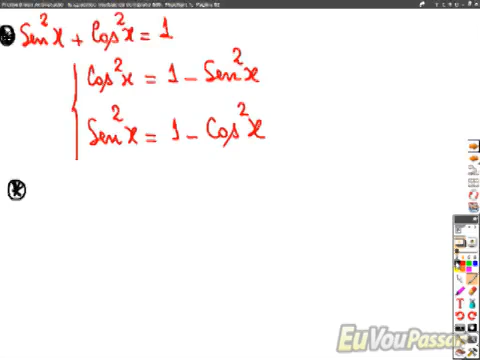 Sen²x + Cos²x = 1
Cos²x = 1 - Sen²x
Sen²x = 1 - Cos²x
EuVouPassar